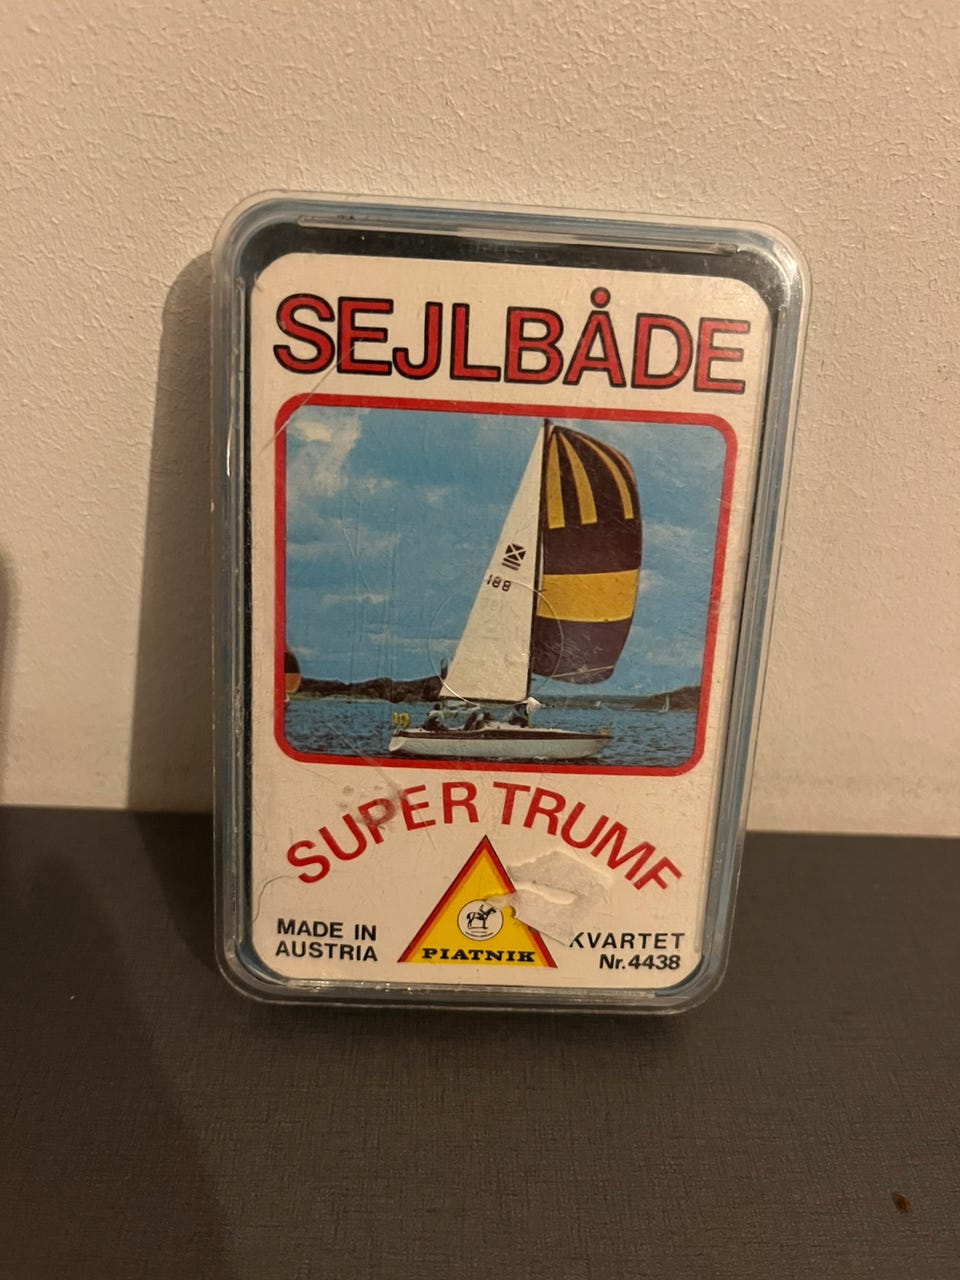 SEJLBÅDE
188
SUPER TRUMF
MADE IN
AUSTRIA
PIATNIK
KVARTET
Nr. 4438